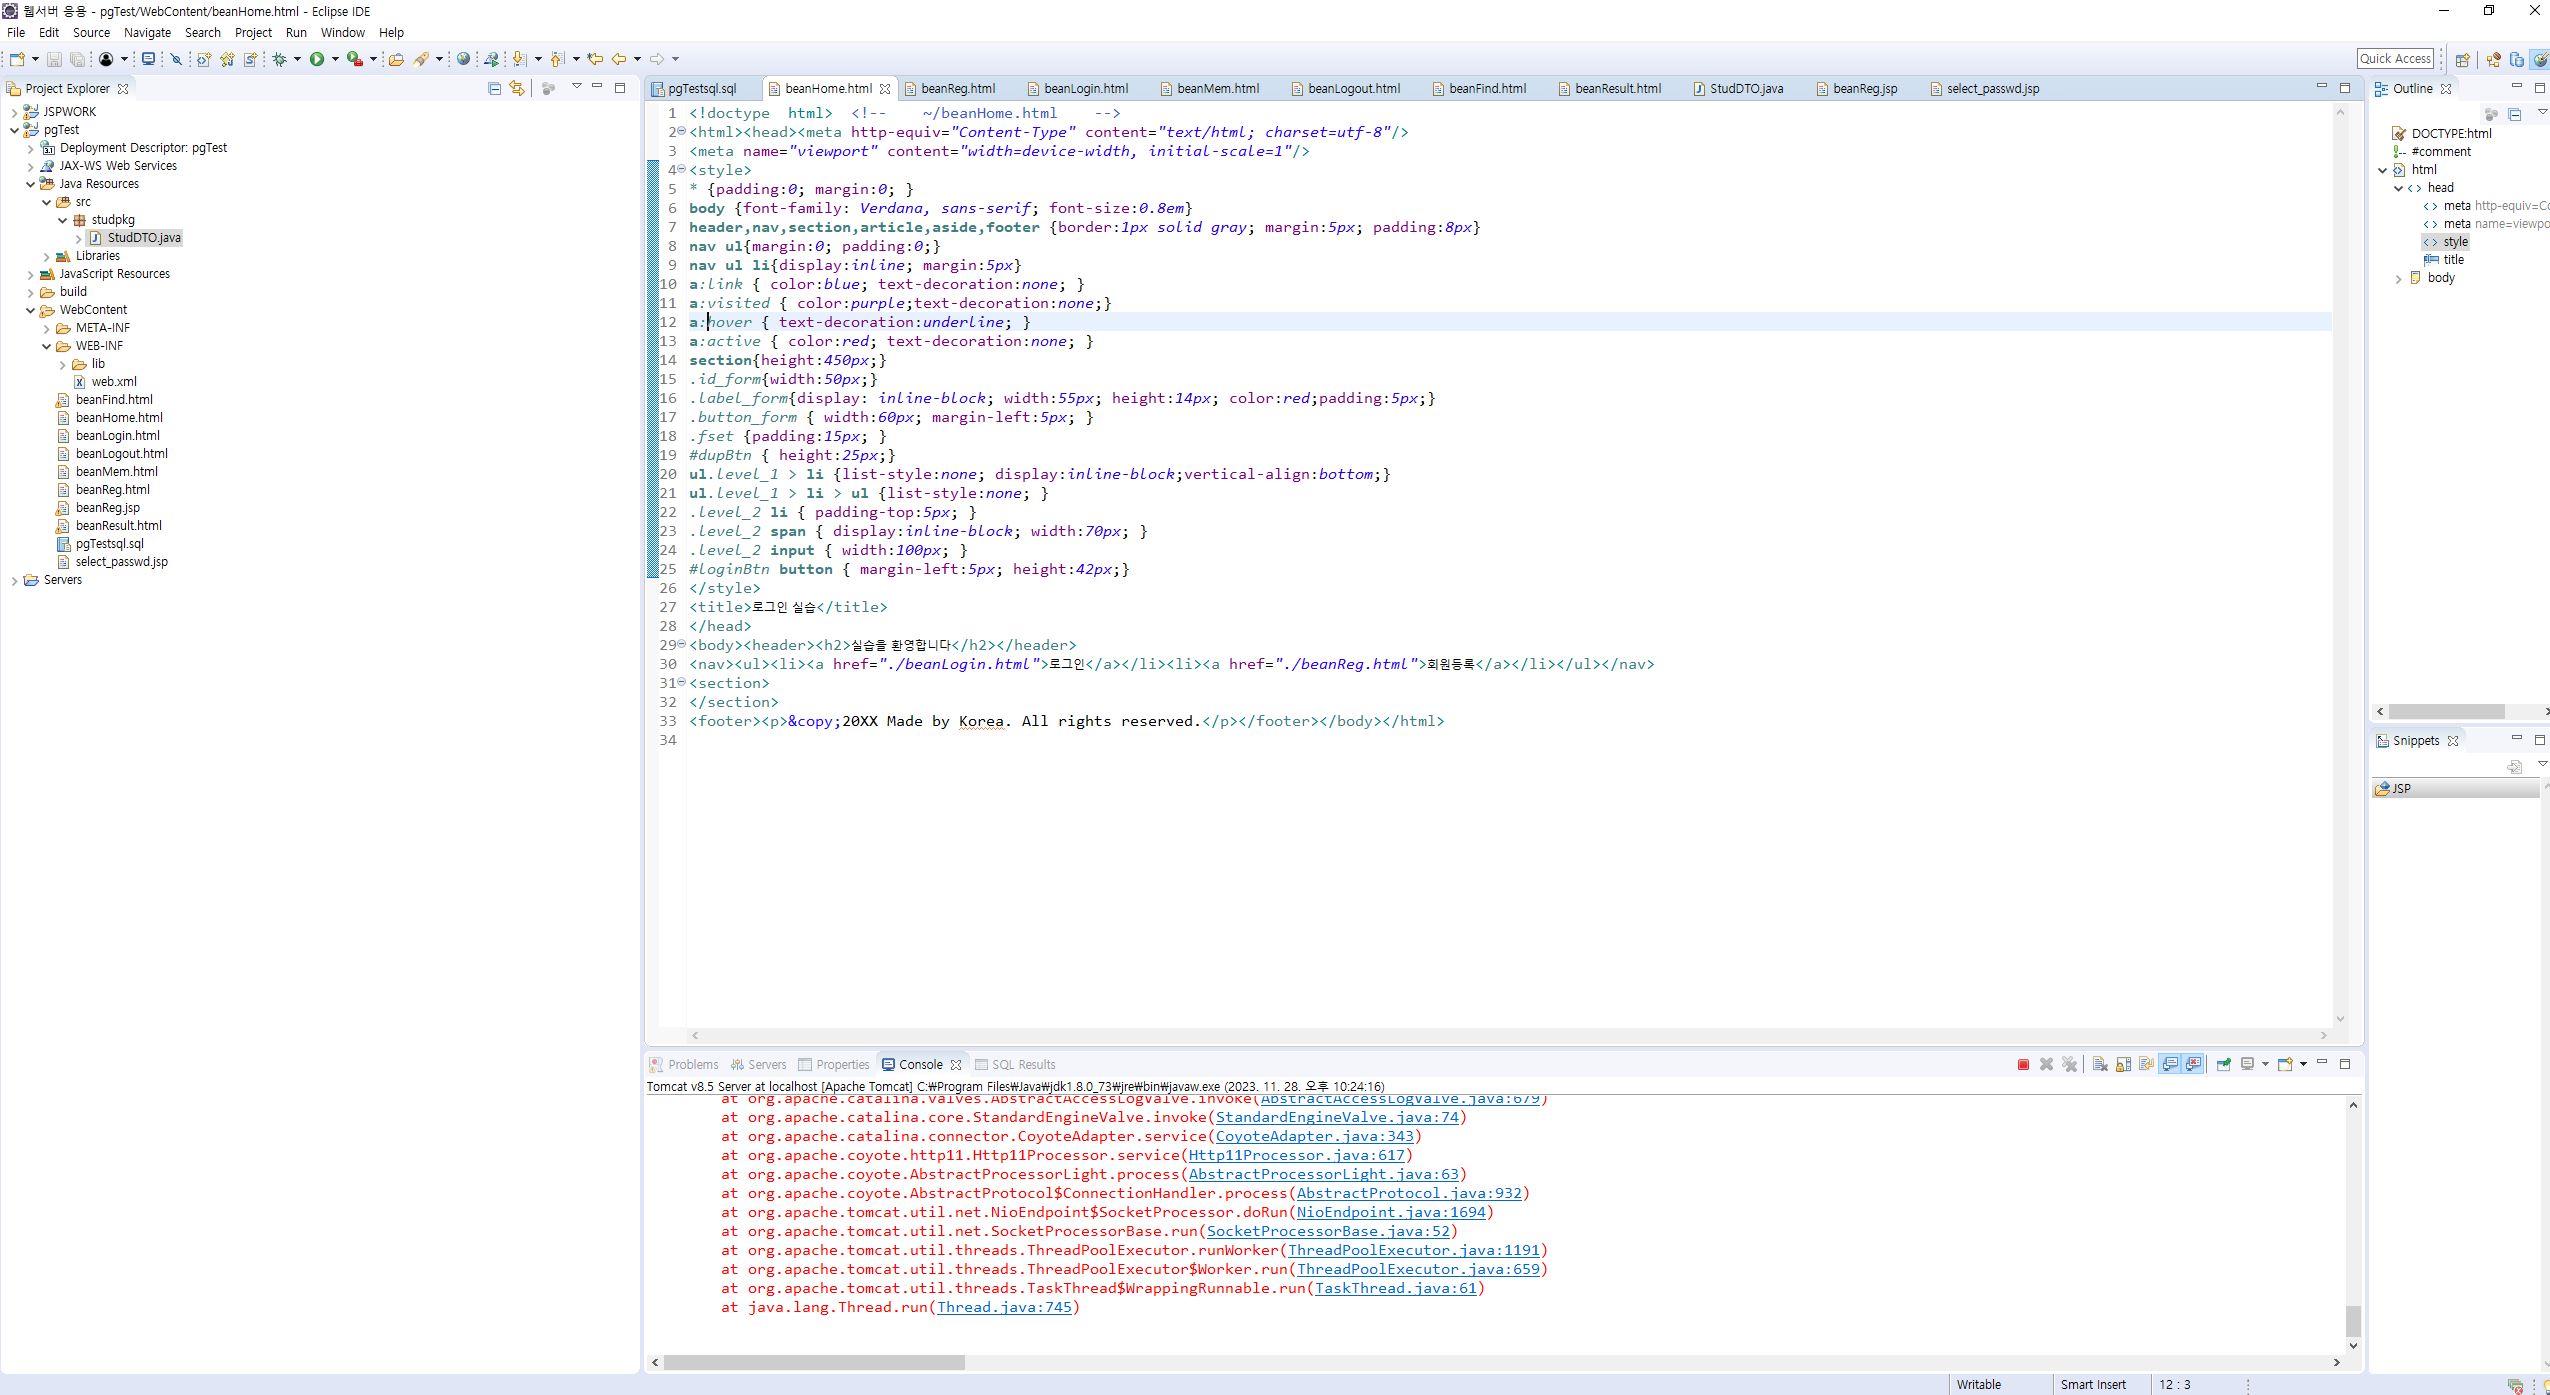 웹서버 응용 - pgTest/WebContent/beanHome.html - Eclipse IDE
File Edit Source Navigate Search Project Run Window Help
Quick Access
Project Explorer
JSPWORK
pgTest
Deployment Descriptor: pgTest
JAX-WS Web Services
Java Resources
src
studpkg
StudDTO.java
Libraries
JavaScript Resources
build
WebContent
META-INF
WEB-INF
lib
web.xml
beanFind.html
beanHome.html
beanLogin.html
beanLogout.html
beanMem.html
beanReg.html
beanReg.jsp
beanResult.html
pgTestsql.sql
select_passwd.jsp
Servers
pgTestsql.sql beanHome.html beanReg.html beanLogin.html beanMem.html beanLogout.html beanFind.html beanResult.html StudDTO.java beanReg.jsp select_passwd.jsp
1 <!doctype  html>  <!--    ~/beanHome.html    -->
2 <html><head><meta http-equiv="Content-Type" content="text/html; charset=utf-8"/>
3 <meta name="viewport" content="width=device-width, initial-scale=1"/>
4 <style>
5 * {padding:0; margin:0; }
6 body {font-family: Verdana, sans-serif; font-size:0.8em}
7 header,nav,section,article,aside,footer {border:1px solid gray; margin:5px; padding:8px}
8 nav ul{margin:0; padding:0;}
9 nav ul li{display:inline; margin:5px}
10 a:link { color:blue; text-decoration:none; }
11 a:visited { color:purple;text-decoration:none;}
12 a:hover { text-decoration:underline; }
13 a:active { color:red; text-decoration:none; }
14 section{height:450px;}
15 .id_form{width:50px;}
16 .label_form{display: inline-block; width:55px; height:14px; color:red;padding:5px;}
17 .button_form { width:60px; margin-left:5px; }
18 .fset {padding:15px; }
19 #dupBtn { height:25px;}
20 ul.level_1 > li {list-style:none; display:inline-block;vertical-align:bottom;}
21 ul.level_1 > li > ul {list-style:none; }
22 .level_2 li { padding-top:5px; }
23 .level_2 span { display:inline-block; width:70px; }
24 .level_2 input { width:100px; }
25 #loginBtn button { margin-left:5px; height:42px;}
26 </style>
27 <title>로그인 실습</title>
28 </head>
29 <body><header><h2>실습을 환영합니다</h2></header>
30 <nav><ul><li><a href="./beanLogin.html">로그인</a></li><li><a href="./beanReg.html">회원등록</a></li></ul></nav>
31 <section>
32 </section>
33 <footer><p>&copy;20XX Made by Korea. All rights reserved.</p></footer></body></html>
34
Outline
DOCTYPE:html
#comment
html
head
meta http-equiv=Co
meta name=viewpo
style
title
body
Snippets
JSP
Problems Servers Properties Console SQL Results
Tomcat v8.5 Server at localhost [Apache Tomcat] C:₩Program Files₩Java₩jdk1.8.0_73₩jre₩bin₩javaw.exe (2023. 11. 28. 오후 10:24:16)
at org.apache.catalina.valves.AbstractAccessLogValve.invoke(AbstractAccessLogValve.java:679)
at org.apache.catalina.core.StandardEngineValve.invoke(StandardEngineValve.java:74)
at org.apache.catalina.connector.CoyoteAdapter.service(CoyoteAdapter.java:343)
at org.apache.coyote.http11.Http11Processor.service(Http11Processor.java:617)
at org.apache.coyote.AbstractProcessorLight.process(AbstractProcessorLight.java:63)
at org.apache.coyote.AbstractProtocol$ConnectionHandler.process(AbstractProtocol.java:932)
at org.apache.tomcat.util.net.NioEndpoint$SocketProcessor.doRun(NioEndpoint.java:1694)
at org.apache.tomcat.util.net.SocketProcessorBase.run(SocketProcessorBase.java:52)
at org.apache.tomcat.util.threads.ThreadPoolExecutor.runWorker(ThreadPoolExecutor.java:1191)
at org.apache.tomcat.util.threads.ThreadPoolExecutor$Worker.run(ThreadPoolExecutor.java:659)
at org.apache.tomcat.util.threads.TaskThread$WrappingRunnable.run(TaskThread.java:61)
at java.lang.Thread.run(Thread.java:745)
Writable Smart Insert 12 : 3